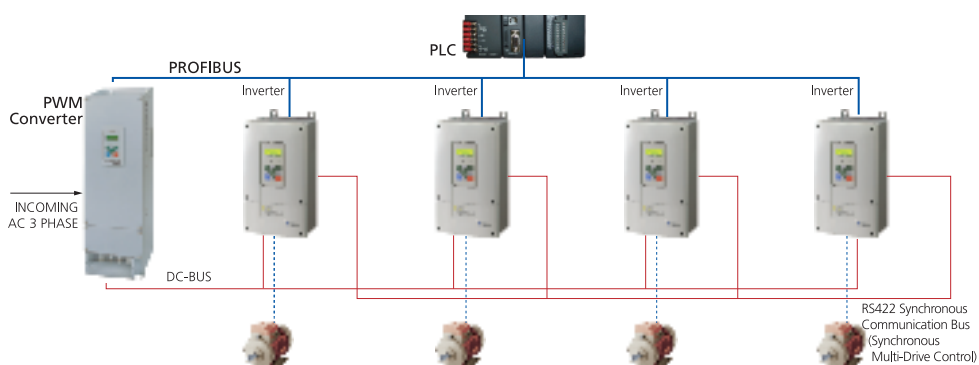 PLC
PROFIBUS
Inverter
Inverter
Inverter
Inverter
PWM
Converter
INCOMING
AC 3 PHASE
DC-BUS
RS422 Synchronous
Communication Bus
(Synchronous
Multi-Drive Control)